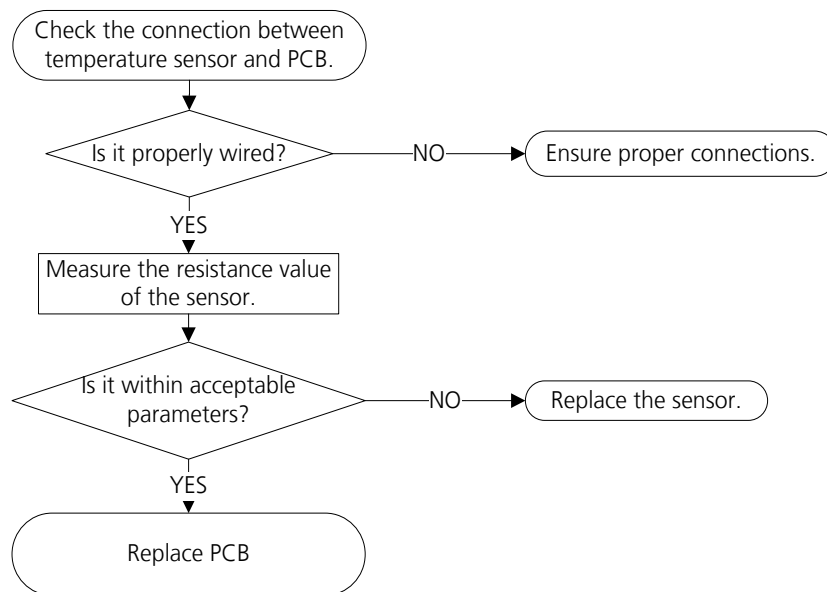 Check the connection between
temperature sensor and PCB.
Is it properly wired?
NO
Ensure proper connections.
YES
Measure the resistance value
of the sensor.
Is it within acceptable
parameters?
NO
Replace the sensor.
YES
Replace PCB